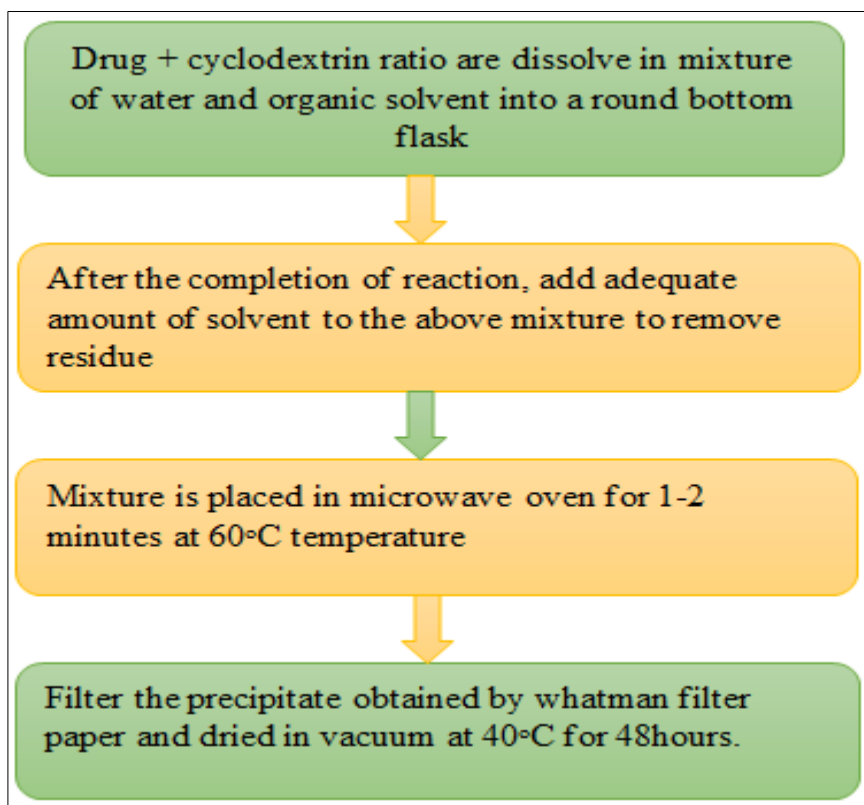 Drug + cyclodextrin ratio are dissolve in mixture
of water and organic solvent into a round bottom
flask
After the completion of reaction, add adequate
amount of solvent to the above mixture to remove
residue
Mixture is placed in microwave oven for 1-2
minutes at 60°C temperature
Filter the precipitate obtained by whatman filter
paper and dried in vacuum at 40°C for 48hours.